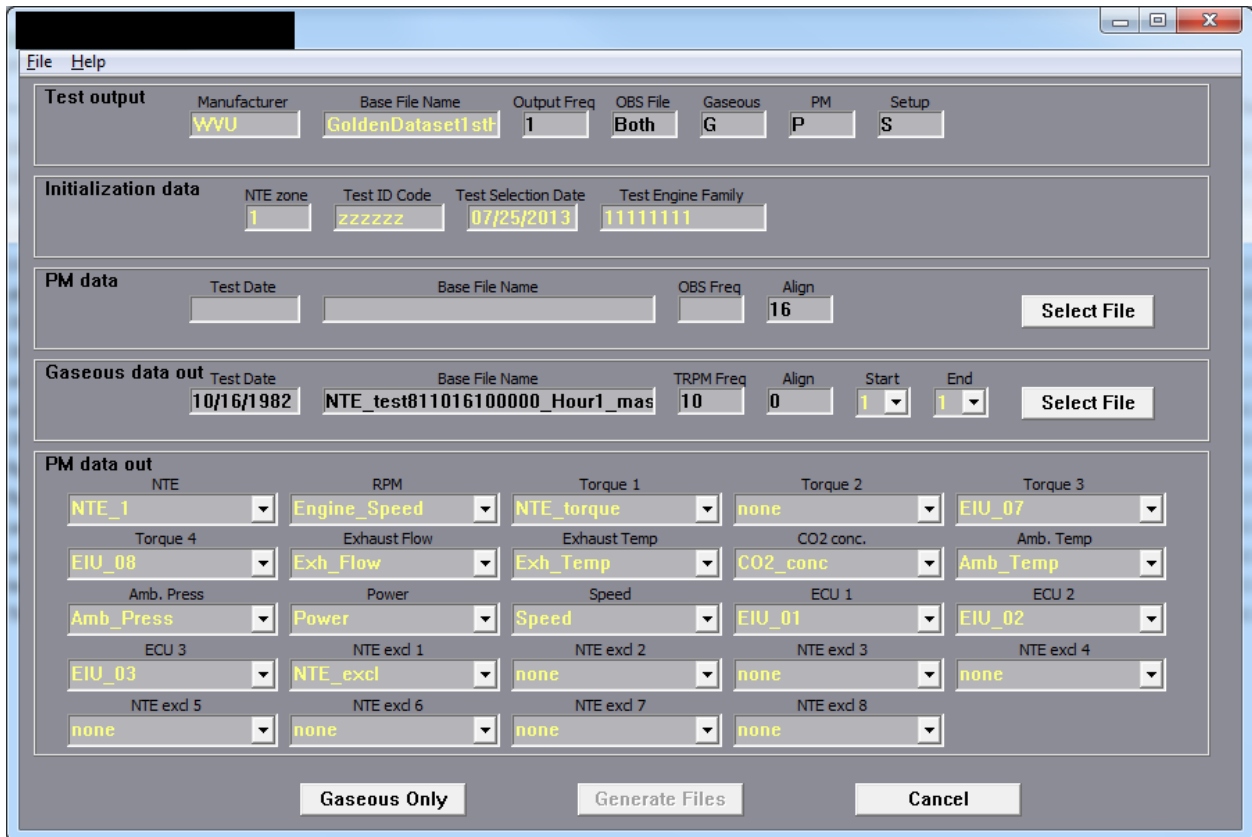 File Help
Test output
Manufacturer Base File Name Output Freq OBS File Gaseous PM Setup
WVU GoldenDataset1stH 1 Both G P S
Initialization data
NTE zone Test ID Code Test Selection Date Test Engine Family
1 zzzzzz 07/25/2013 11111111
PM data
Test Date Base File Name OBS Freq Align
16 Select File
Gaseous data out
Test Date Base File Name TRPM Freq Align Start End
10/16/1982 NTE_test811016100000_Hour1_mas 10 0 1 1 Select File
PM data out
NTE RPM Torque 1 Torque 2 Torque 3
NTE_1 Engine_Speed NTE_torque none EIU_07
Torque 4 Exhaust Flow Exhaust Temp CO2 conc. Amb. Temp
EIU_08 Exh_Flow Exh_Temp CO2_conc Amb_Temp
Amb. Press Power Speed ECU 1 ECU 2
Amb_Press Power Speed EIU_01 EIU_02
ECU 3 NTE excl 1 NTE excl 2 NTE excl 3 NTE excl 4
EIU_03 NTE_excl none none none
NTE excl 5 NTE excl 6 NTE excl 7 NTE excl 8
none none none none
Gaseous Only Generate Files Cancel